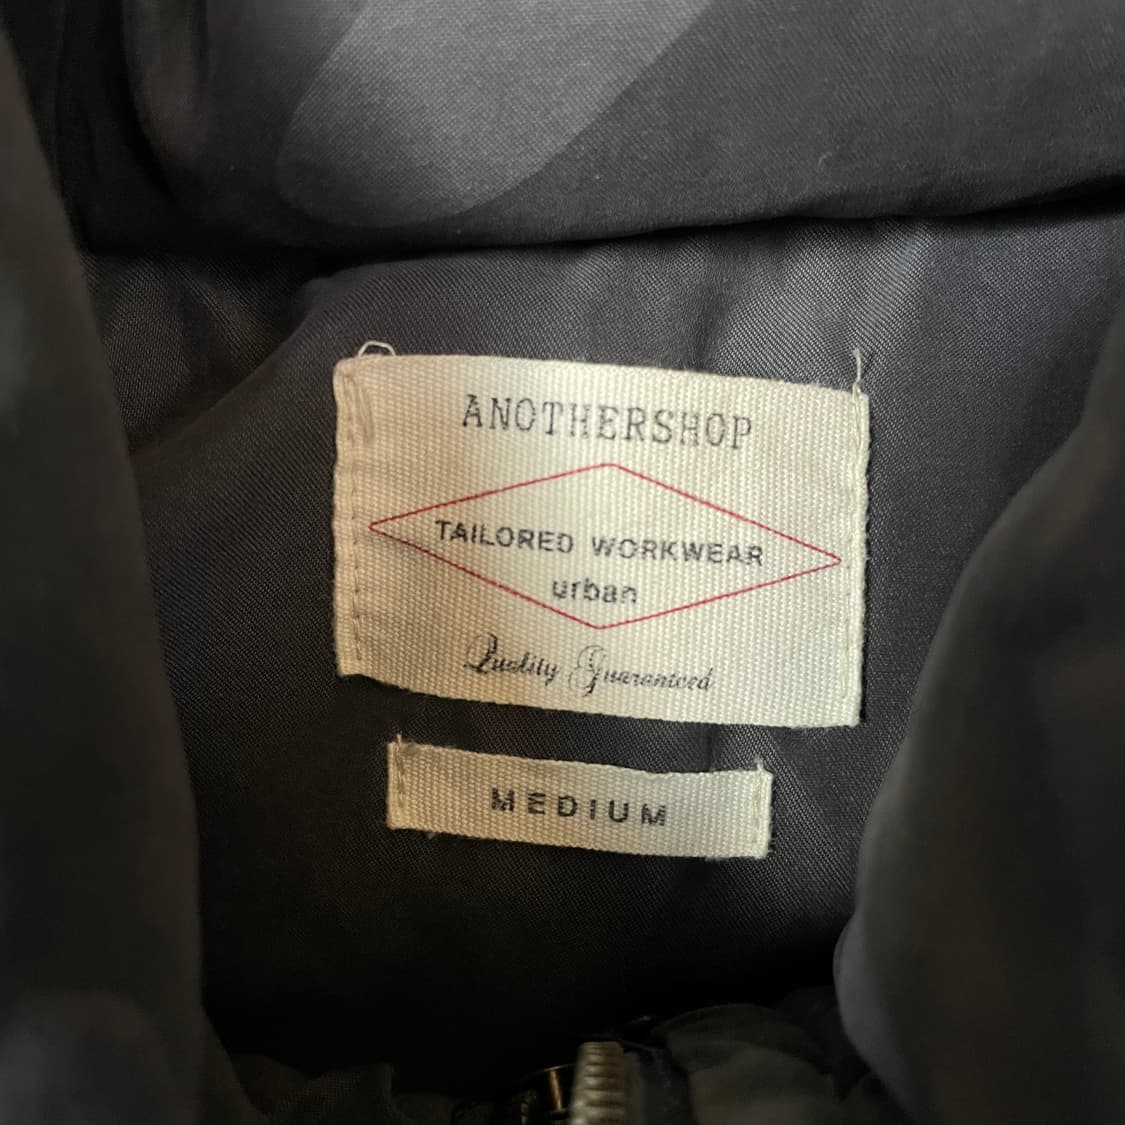 ANOTHERSHOP
TAILORED WORKWEAR
urban
Quality Guaranteed
MEDIUM